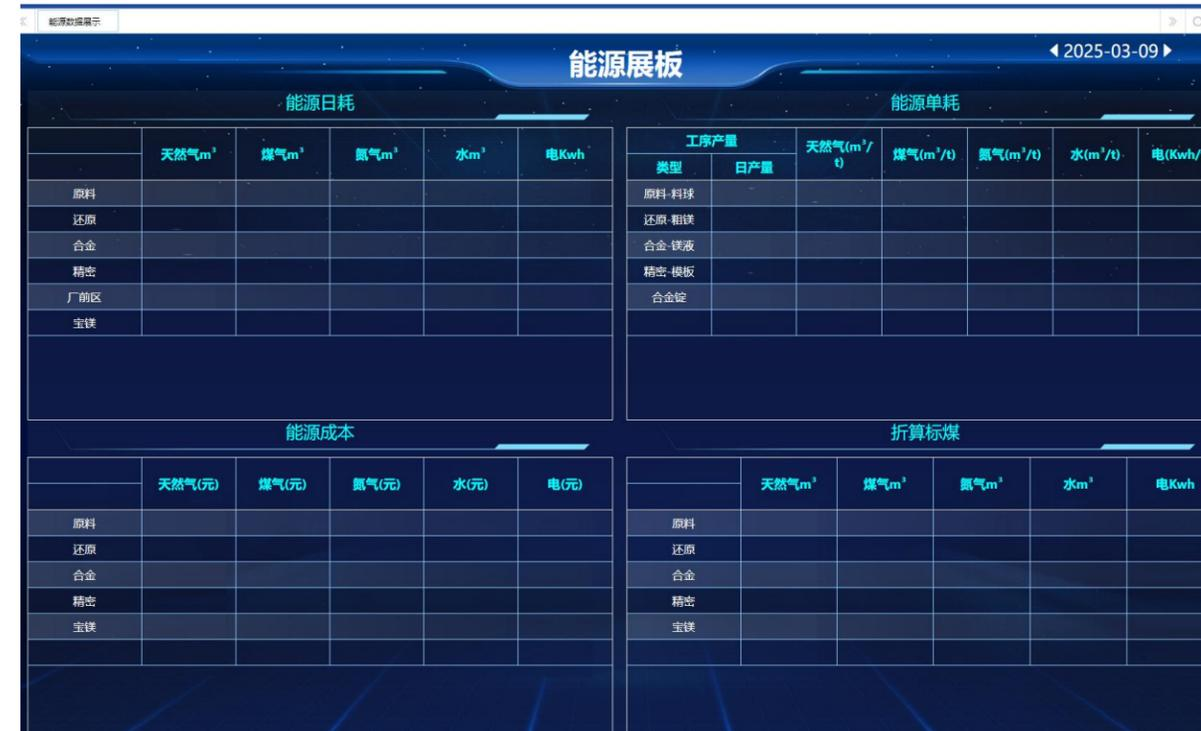 能源数据展示
能源展板
2025-03-09
能源日耗
天然气m³ 煤气m³ 氮气m³ 水m³ 电Kwh
原料
还原
合金
精密
厂前区
宝镁
能源单耗
工序产量 天然气(m³/t) 煤气(m³/t) 氮气(m³/t) 水(m³/t) 电(Kwh/
类型 日产量
原料-料球
还原-粗镁
合金-镁液
精密-模板
合金锭
能源成本
天然气(元) 煤气(元) 氮气(元) 水(元) 电(元)
原料
还原
合金
精密
宝镁
折算标煤
天然气m³ 煤气m³ 氮气m³ 水m³ 电Kwh
原料
还原
合金
精密
宝镁